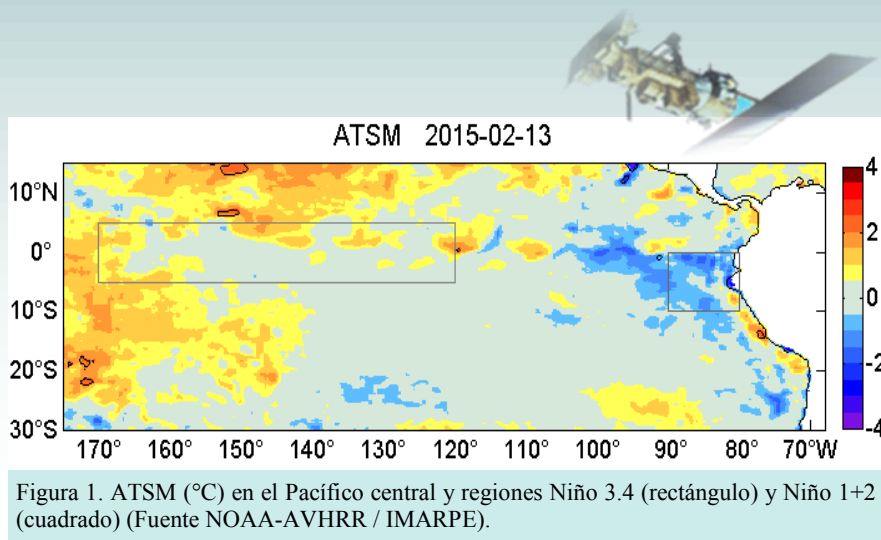 ATSM 2015-02-13
10°N
0°
10°S
20°S
30°S
170° 160° 150° 140° 130° 120° 110° 100° 90° 80° 70°W
4
2
0
-2
-4
Figura 1. ATSM (°C) en el Pacífico central y regiones Niño 3.4 (rectángulo) y Niño 1+2
(cuadrado) (Fuente NOAA-AVHRR / IMARPE).